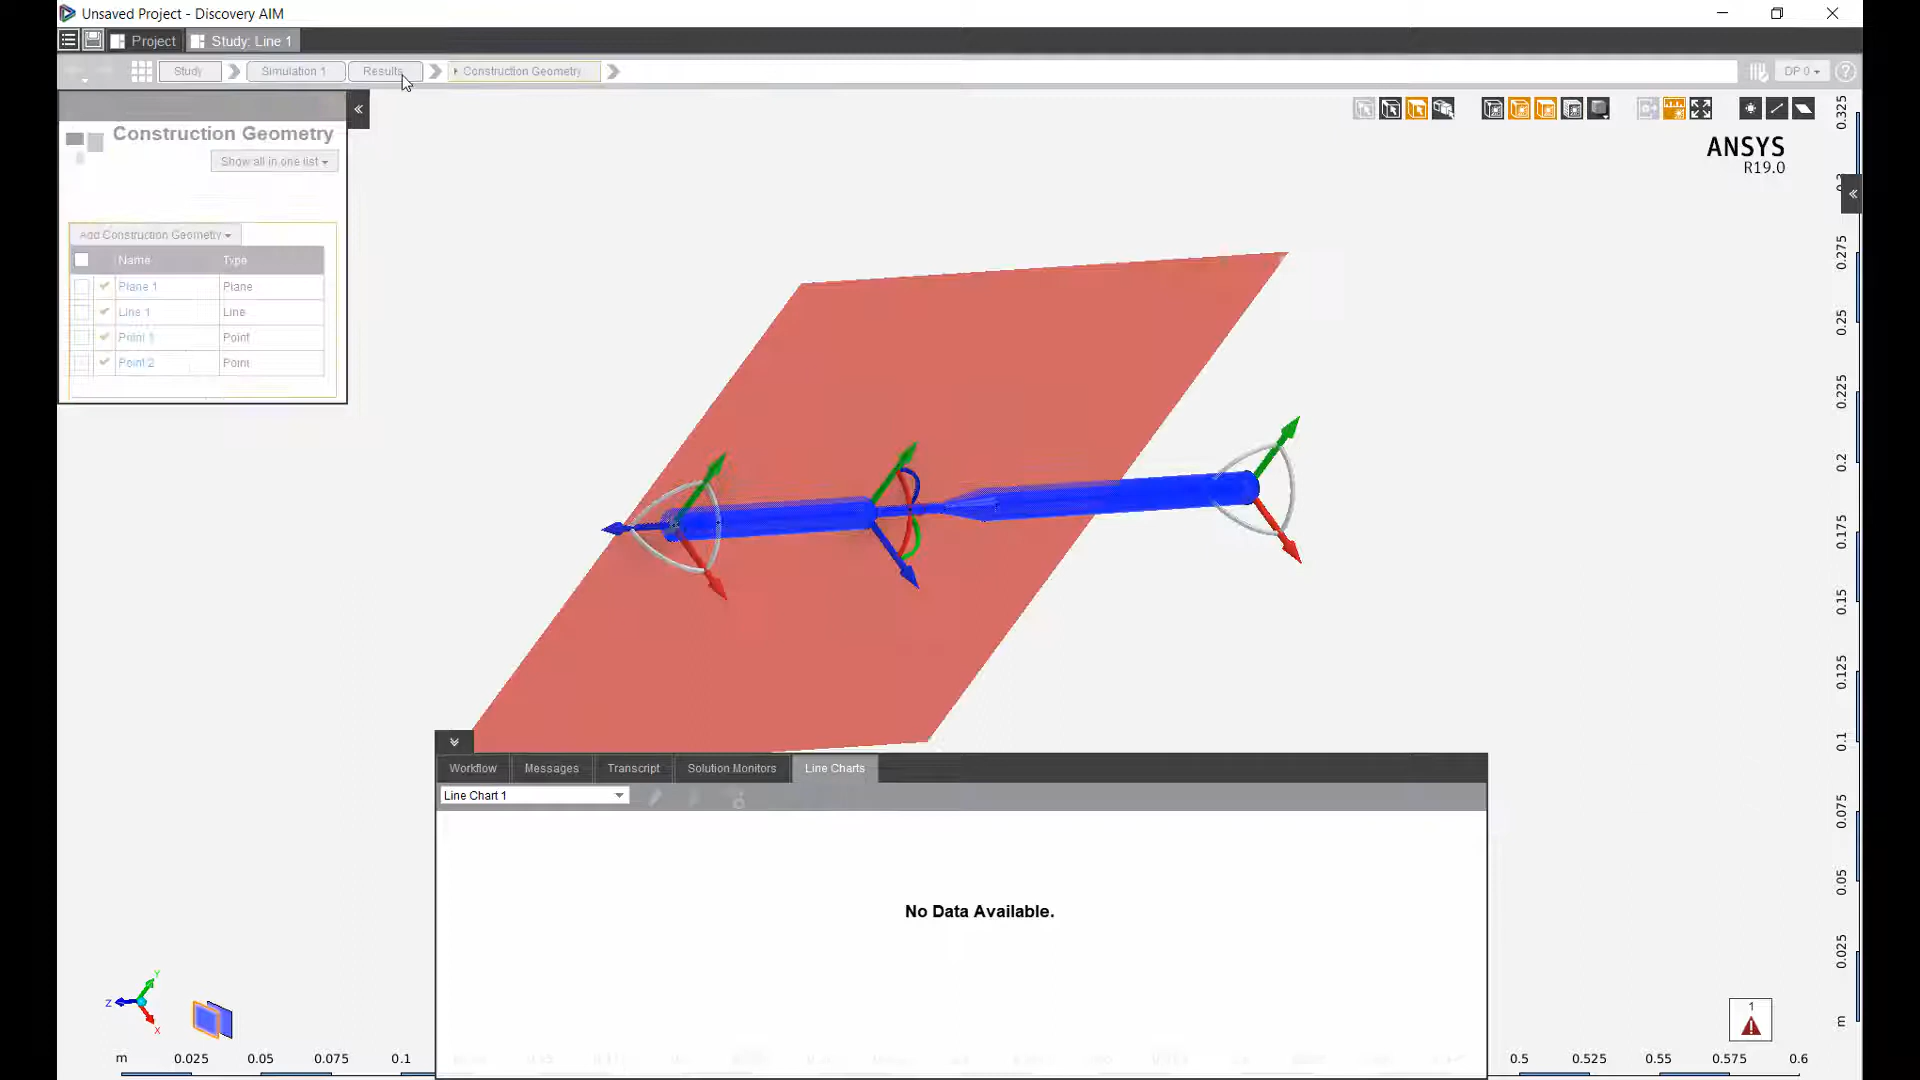 Unsaved Project - Discovery AIM
Project
Study: Line 1
Study
Simulation 1
Results
Construction Geometry
DP 0
?
Construction Geometry
Show all in one list
Add Construction Geometry
Name Type
Plane 1 Plane
Line 1 Line
Point 1 Point
Point 2 Point
ANSYS
R19.0
0.325
0.275
0.25
0.225
0.2
0.175
0.15
0.125
0.1
0.075
0.05
0.025
m
Workflow
Messages
Transcript
Solution Monitors
Line Charts
Line Chart 1
No Data Available.
Y
Z
X
1
m 0.025 0.05 0.075 0.1 0.5 0.525 0.55 0.575 0.6